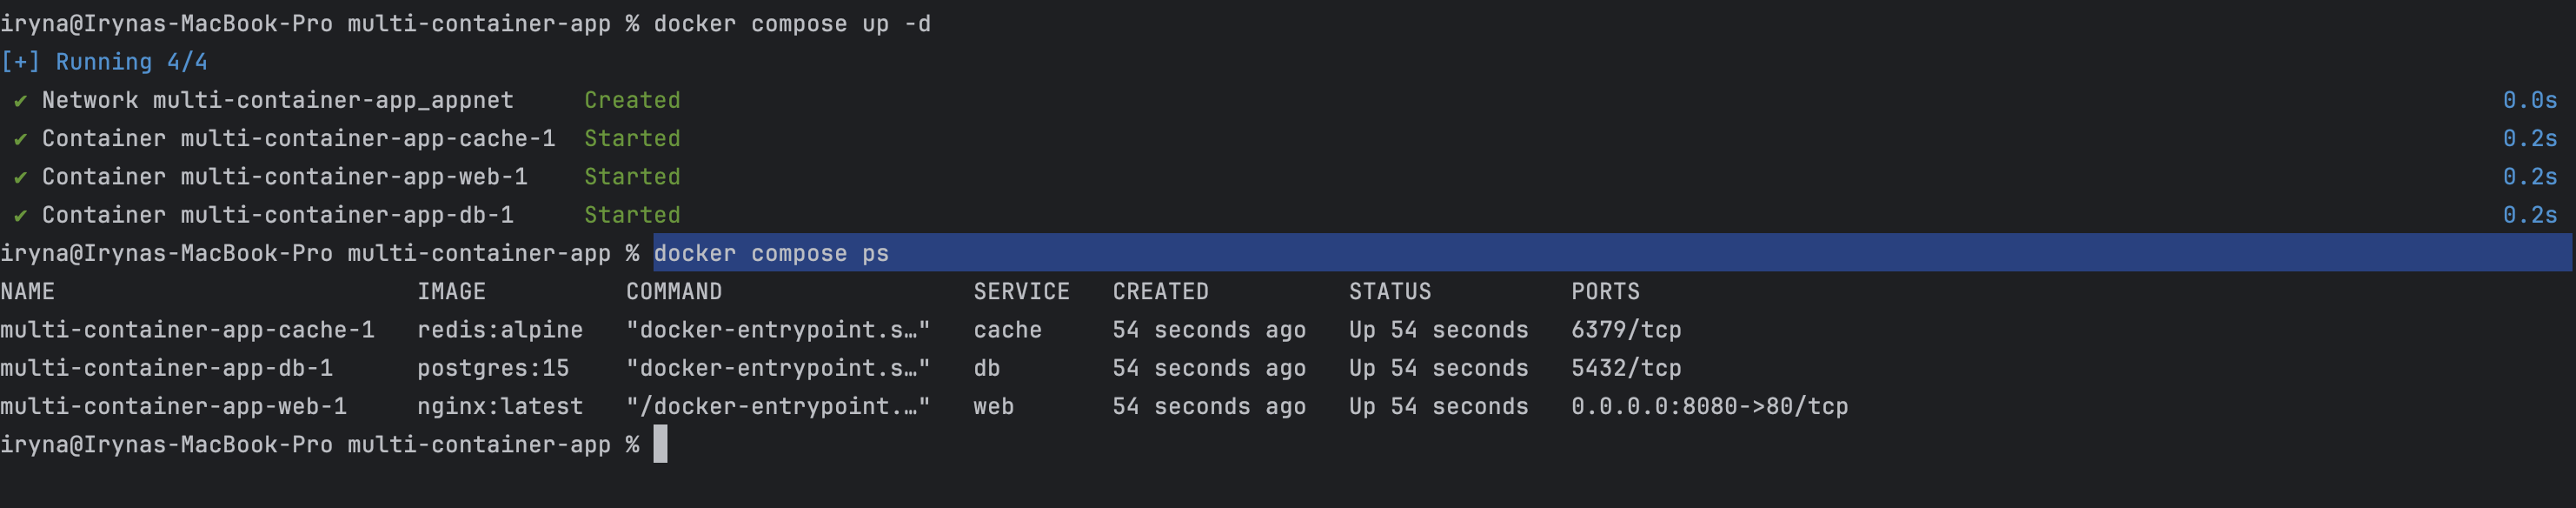 iryna@Irynas-MacBook-Pro multi-container-app % docker compose up -d
[+] Running 4/4
✔ Network multi-container-app_appnet     Created     0.0s
✔ Container multi-container-app-cache-1  Started     0.2s
✔ Container multi-container-app-web-1    Started     0.2s
✔ Container multi-container-app-db-1     Started     0.2s
iryna@Irynas-MacBook-Pro multi-container-app % docker compose ps
NAME                          IMAGE          COMMAND                  SERVICE   CREATED          STATUS          PORTS
multi-container-app-cache-1   redis:alpine   "docker-entrypoint.s…"   cache     54 seconds ago   Up 54 seconds   6379/tcp
multi-container-app-db-1      postgres:15    "docker-entrypoint.s…"   db        54 seconds ago   Up 54 seconds   5432/tcp
multi-container-app-web-1     nginx:latest   "/docker-entrypoint.…"   web       54 seconds ago   Up 54 seconds   0.0.0.0:8080->80/tcp
iryna@Irynas-MacBook-Pro multi-container-app %